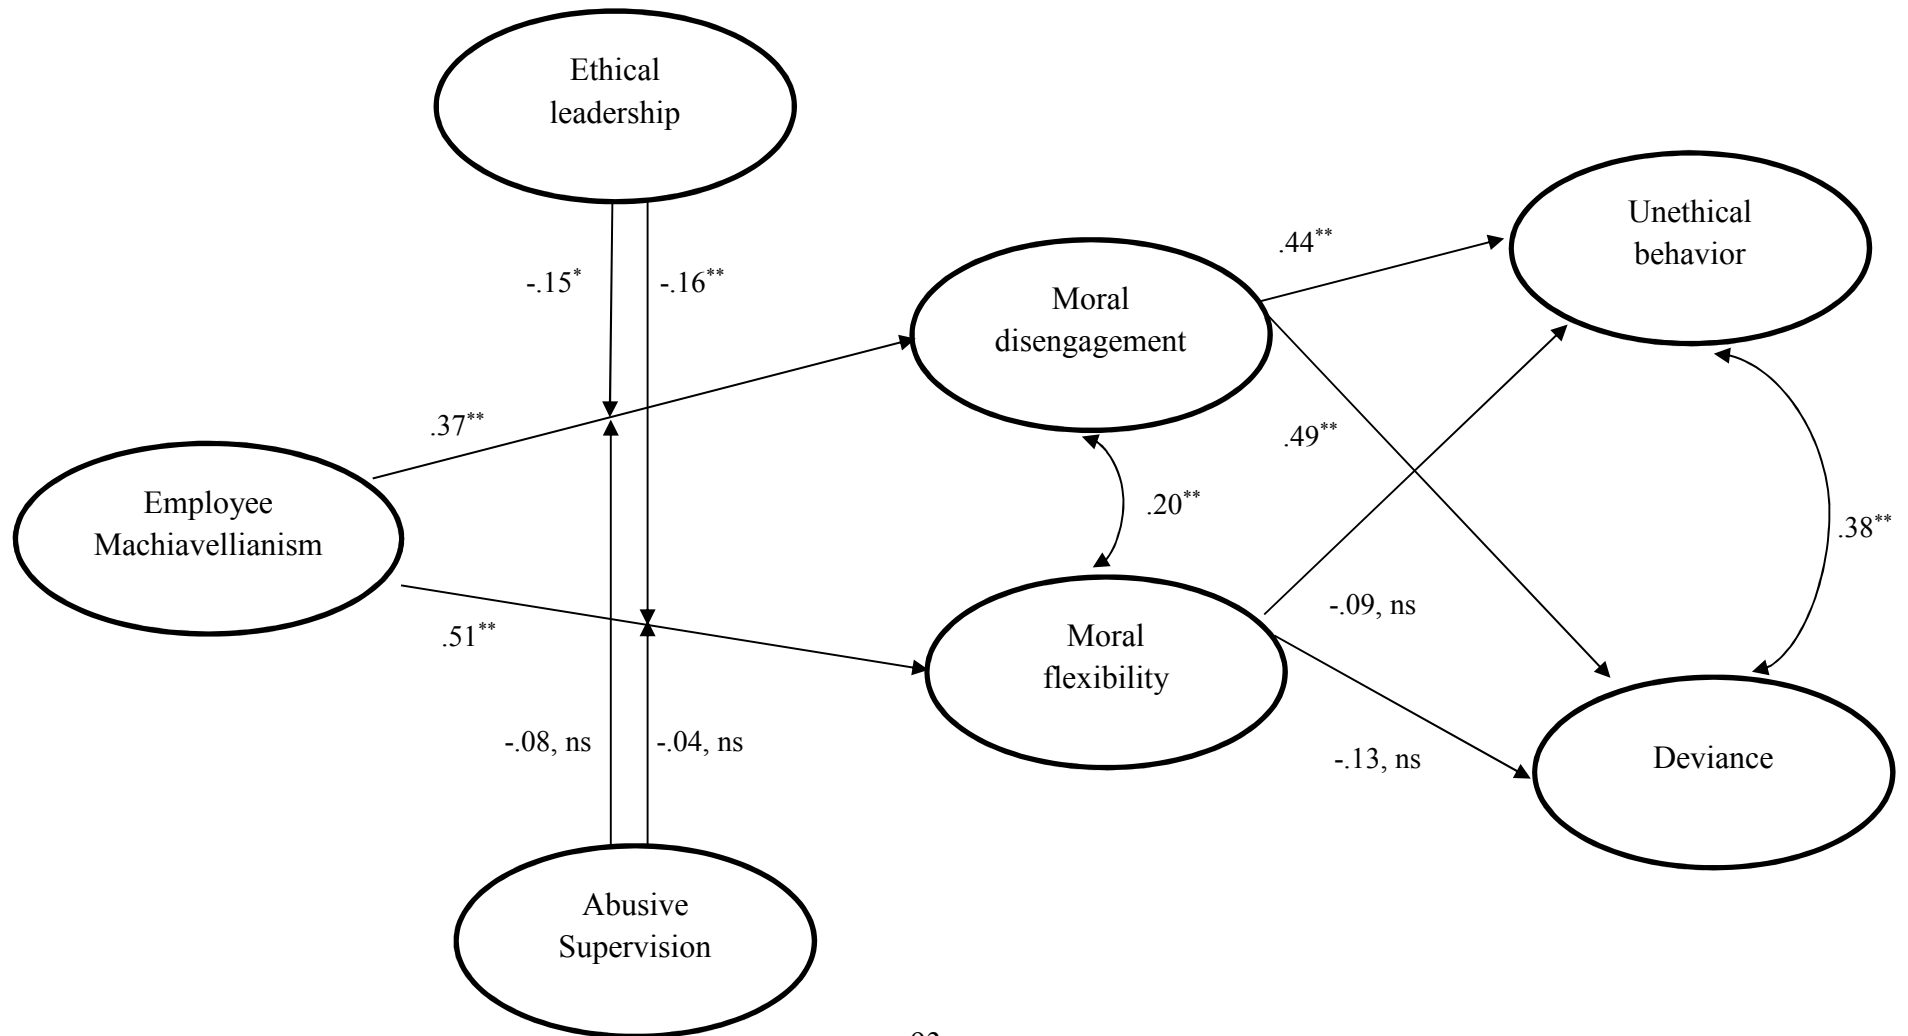 Ethical
leadership
Unethical
behavior
.44**
-.15*
-.16**
Moral
disengagement
.37**
.49**
Employee
Machiavellianism
.20**
.38**
-.09, ns
.51**
Moral
flexibility
-.08, ns
-.04, ns
-.13, ns
Deviance
Abusive
Supervision